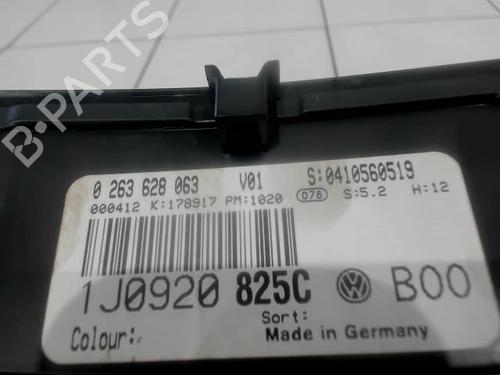 B-PARTS
0 263 628 063 V01 S:0410560519
000412 K:178917 PM:1020 078 S:5.2 H:12
1J0920 825C B00
Sort:
Colour: Made in Germany